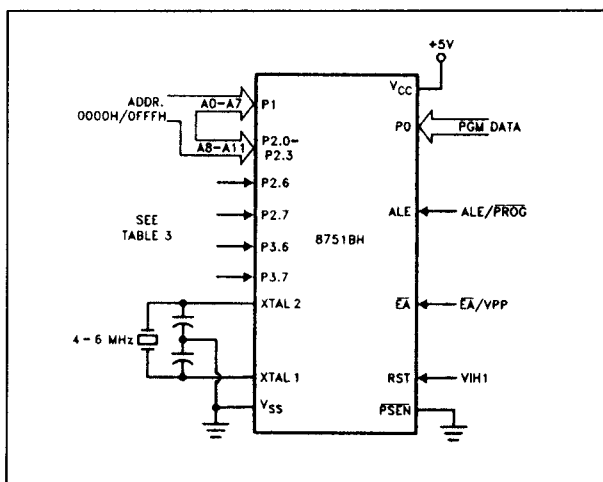 +5V
VCC
ADDR.
0000H/0FFFH
A0-A7
P1
P0
PGM DATA
A8-A11
P2.0-
P2.3
P2.6
P2.7
ALE
ALE/PROG
SEE
TABLE 3
8751BH
P3.6
P3.7
XTAL 2
EA
EA/VPP
4-6 MHz
XTAL 1
RST
VIH1
VSS
PSEN